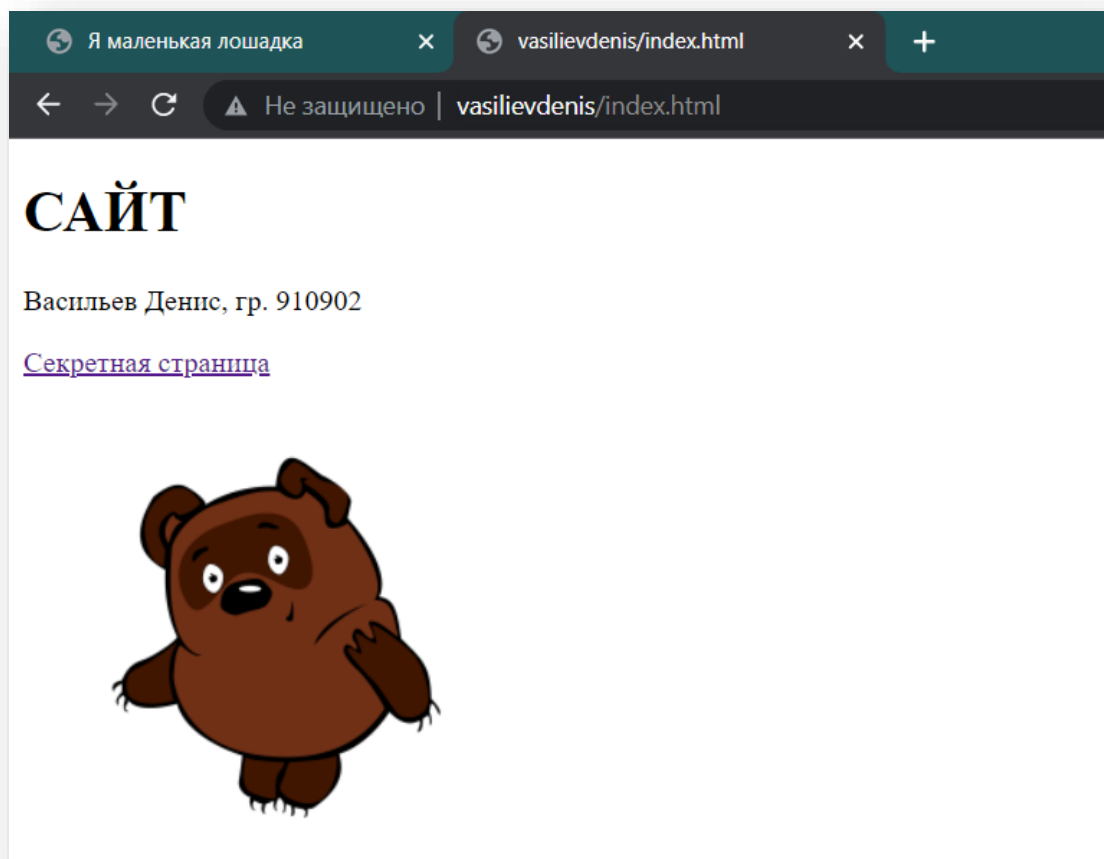 Я маленькая лошадка
vasilievdenis/index.html
Не защищено | vasilievdenis/index.html
САЙТ
Васильев Денис, гр. 910902
Секретная страница